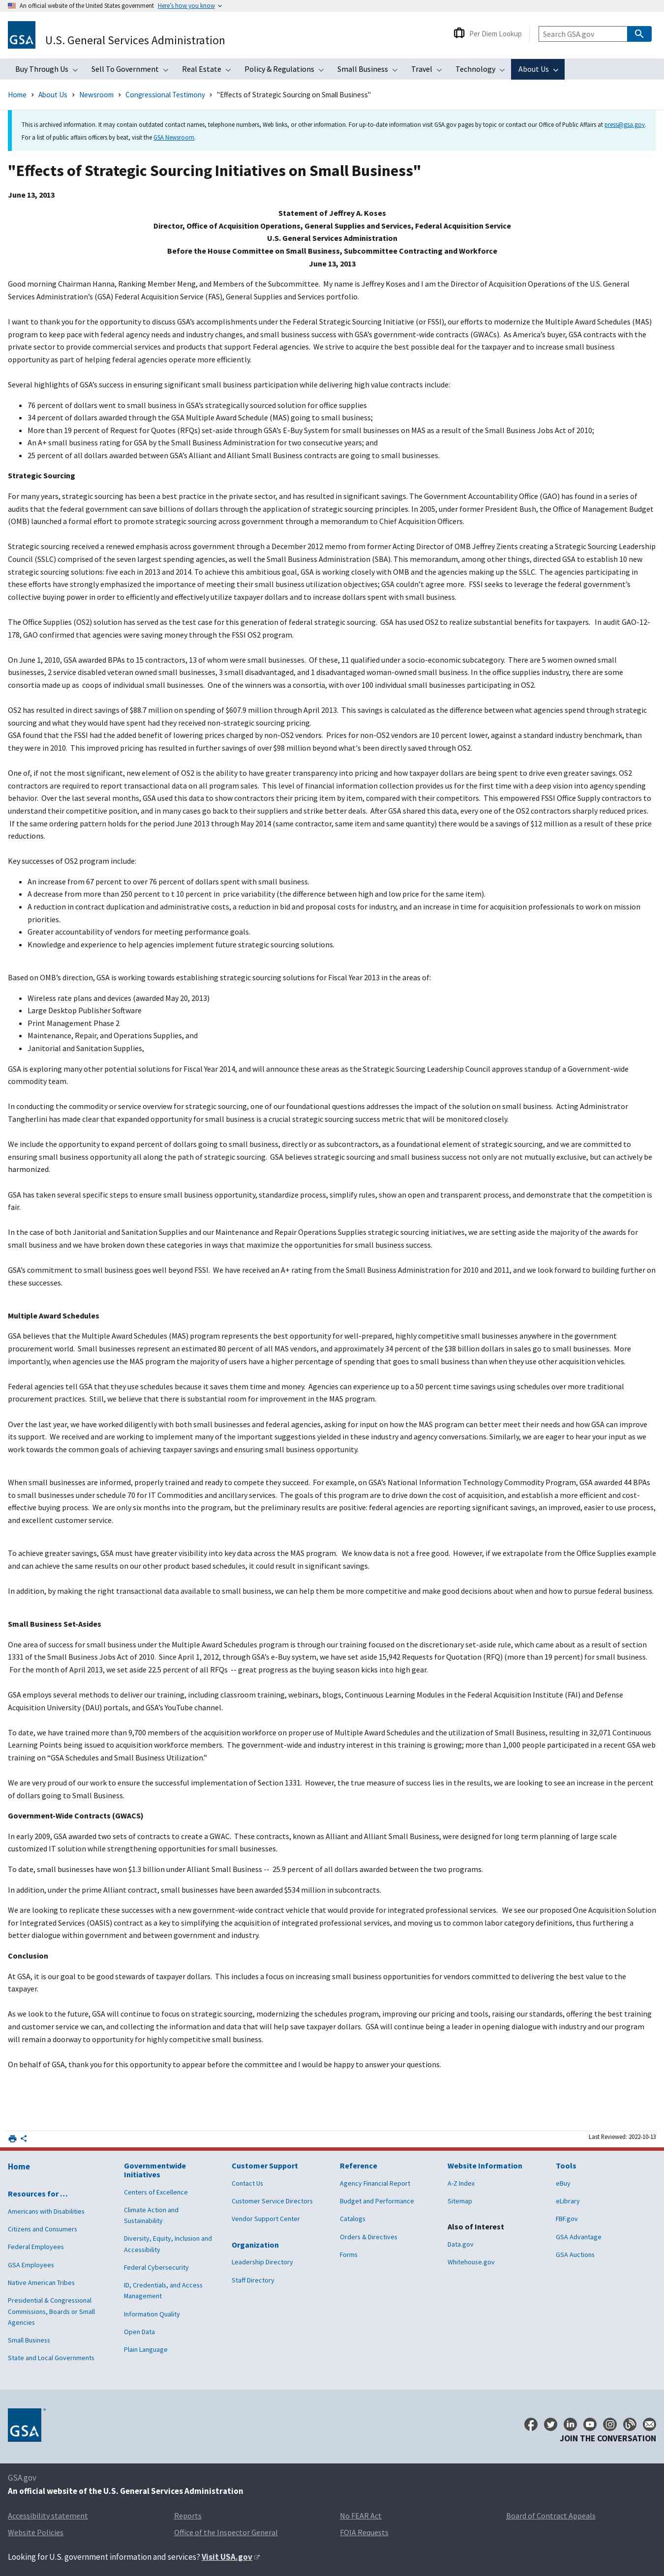 An official website of the United States government Here's how you know
GSA U.S. General Services Administration
Per Diem Lookup
Search GSA.gov
Buy Through Us Sell To Government Real Estate Policy & Regulations Small Business Travel Technology About Us
Home › About Us › Newsroom › Congressional Testimony › "Effects of Strategic Sourcing on Small Business"
This is archived information. It may contain outdated contact names, telephone numbers, Web links, or other information. For up-to-date information visit GSA.gov pages by topic or contact our Office of Public Affairs at press@gsa.gov.
For a list of public affairs officers by beat, visit the GSA Newsroom.
"Effects of Strategic Sourcing Initiatives on Small Business"
June 13, 2013
Statement of Jeffrey A. Koses
Director, Office of Acquisition Operations, General Supplies and Services, Federal Acquisition Service
U.S. General Services Administration
Before the House Committee on Small Business, Subcommittee Contracting and Workforce
June 13, 2013
Good morning Chairman Hanna, Ranking Member Meng, and Members of the Subcommittee. My name is Jeffrey Koses and I am the Director of Acquisition Operations of the U.S. General
Services Administration's (GSA) Federal Acquisition Service (FAS), General Supplies and Services portfolio.
I want to thank you for the opportunity to discuss GSA's accomplishments under the Federal Strategic Sourcing Initiative (or FSSI), our efforts to modernize the Multiple Award Schedules (MAS)
program to keep pace with federal agency needs and industry changes, and small business success with GSA's government-wide contracts (GWACs). As America's buyer, GSA contracts with the
private sector to provide commercial services and products that support Federal agencies. We strive to acquire the best possible deal for the taxpayer and to increase small business
opportunity as part of helping federal agencies operate more efficiently.
Several highlights of GSA's success in ensuring significant small business participation while delivering high value contracts include:
• 76 percent of dollars went to small business in GSA's strategically sourced solution for office supplies
• 34 percent of dollars awarded through the GSA Multiple Award Schedule (MAS) going to small business;
• More than 19 percent of Request for Quotes (RFQs) set-aside through GSA's E-Buy System for small businesses on MAS as a result of the Small Business Jobs Act of 2010;
• An A+ small business rating for GSA by the Small Business Administration for two consecutive years; and
• 25 percent of all dollars awarded between GSA's Alliant and Alliant Small Business contracts are going to small businesses.
Strategic Sourcing
For many years, strategic sourcing has been a best practice in the private sector, and has resulted in significant savings. The Government Accountability Office (GAO) has found in a series of
audits that the federal government can save billions of dollars through the application of strategic sourcing principles. In 2005, under former President Bush, the Office of Management Budget
(OMB) launched a formal effort to promote strategic sourcing across government through a memorandum to Chief Acquisition Officers.
Strategic sourcing received a renewed emphasis across government through a December 2012 memo from former Acting Director of OMB Jeffrey Zients creating a Strategic Sourcing Leadership
Council (SSLC) comprised of the seven largest spending agencies, as well the Small Business Administration (SBA). This memorandum, among other things, directed GSA to establish 10 new
strategic sourcing solutions: five each in 2013 and 2014. To achieve this ambitious goal, GSA is working closely with OMB and the agencies making up the SSLC. The agencies participating in
these efforts have strongly emphasized the importance of meeting their small business utilization objectives; GSA couldn't agree more. FSSI seeks to leverage the federal government's
collective buying power in order to efficiently and effectively utilize taxpayer dollars and to increase dollars spent with small business.
The Office Supplies (OS2) solution has served as the test case for this generation of federal strategic sourcing. GSA has used OS2 to realize substantial benefits for taxpayers. In audit GAO-12-
178, GAO confirmed that agencies were saving money through the FSSI OS2 program.
On June 1, 2010, GSA awarded BPAs to 15 contractors, 13 of whom were small businesses. Of these, 11 qualified under a socio-economic subcategory. There are 5 women owned small
businesses, 2 service disabled veteran owned small businesses, 3 small disadvantaged, and 1 disadvantaged woman-owned small business. In the office supplies industry, there are some
consortia made up as coops of individual small businesses. One of the winners was a consortia, with over 100 individual small businesses participating in OS2.
OS2 has resulted in direct savings of $88.7 million on spending of $607.9 million through April 2013. This savings is calculated as the difference between what agencies spend through strategic
sourcing and what they would have spent had they received non-strategic sourcing pricing.
GSA found that the FSSI had the added benefit of lowering prices charged by non-OS2 vendors. Prices for non-OS2 vendors are 10 percent lower, against a standard industry benchmark, than
they were in 2010. This improved pricing has resulted in further savings of over $98 million beyond what's been directly saved through OS2.
One of, if not the most significant, new element of OS2 is the ability to have greater transparency into pricing and how taxpayer dollars are being spent to drive even even greater savings. OS2
contractors are required to report transactional data on all program sales. This level of financial information collection provides us for the first time with a deep vision into agency spending
behavior. Over the last several months, GSA used this data to show contractors their pricing item by item, compared with their competitors. This empowered FSSI Office Supply contractors to
understand their competitive position, and in many cases go back to their suppliers and strike better deals. After GSA shared this data, every one of the OS2 contractors sharply reduced prices.
If the same ordering pattern holds for the period June 2013 through May 2014 (same contractor, same item and same quantity) there would be a savings of $12 million as a result of these price
reductions.
Key successes of OS2 program include:
• An increase from 67 percent to over 76 percent of dollars spent with small business.
• A decrease from more than 250 percent to t 10 percent in price variability (the difference between high and low price for the same item).
• A reduction in contract duplication and administrative costs, a reduction in bid and proposal costs for industry, and an increase in time for acquisition professionals to work on mission
priorities.
• Greater accountability of vendors for meeting performance goals.
• Knowledge and experience to help agencies implement future strategic sourcing solutions.
Based on OMB's direction, GSA is working towards establishing strategic sourcing solutions for Fiscal Year 2013 in the areas of:
• Wireless rate plans and devices (awarded May 20, 2013)
• Large Desktop Publisher Software
• Print Management Phase 2
• Maintenance, Repair, and Operations Supplies, and
• Janitorial and Sanitation Supplies,
GSA is exploring many other potential solutions for Fiscal Year 2014, and will announce these areas as the Strategic Sourcing Leadership Council approves standup of a Government-wide
commodity team.
In conducting the commodity or service overview for strategic sourcing, one of our foundational questions addresses the impact of the solution on small business. Acting Administrator
Tangherlini has made clear that expanded opportunity for small business is a crucial strategic sourcing success metric that will be monitored closely.
We include the opportunity to expand percent of dollars going to small business, directly or as subcontractors, as a foundational element of strategic sourcing, and we are committed to
ensuring small business opportunity all along the path of strategic sourcing. GSA believes strategic sourcing and small business success not only are not mutually exclusive, but can actively be
harmonized.
GSA has taken several specific steps to ensure small business opportunity, standardize process, simplify rules, show an open and transparent process, and demonstrate that the competition is
fair.
In the case of both Janitorial and Sanitation Supplies and our Maintenance and Repair Operations Supplies strategic sourcing initiatives, we are setting aside the majority of the awards for
small business and we have broken down these categories in ways that maximize the opportunities for small business success.
GSA's commitment to small business goes well beyond FSSI. We have received an A+ rating from the Small Business Administration for 2010 and 2011, and we look forward to building further on
these successes.
Multiple Award Schedules
GSA believes that the Multiple Award Schedules (MAS) program represents the best opportunity for well-prepared, highly competitive small businesses anywhere in the government
procurement world. Small businesses represent an estimated 80 percent of all MAS vendors, and approximately 34 percent of the $38 billion dollars in sales go to small businesses. More
importantly, when agencies use the MAS program the majority of users have a higher percentage of spending that goes to small business than when they use other acquisition vehicles.
Federal agencies tell GSA that they use schedules because it saves them time and money. Agencies can experience up to a 50 percent time savings using schedules over more traditional
procurement practices. Still, we believe that there is substantial room for improvement in the MAS program.
Over the last year, we have worked diligently with both small businesses and federal agencies, asking for input on how the MAS program can better meet their needs and how GSA can improve
its support. We received and are working to implement many of the important suggestions yielded in these industry and agency conversations. Similarly, we are eager to hear your input as we
work towards the common goals of achieving taxpayer savings and ensuring small business opportunity.
When small businesses are informed, properly trained and ready to compete they succeed. For example, on GSA's National Information Technology Commodity Program, GSA awarded 44 BPAs
to small businesses under schedule 70 for IT Commodities and ancillary services. The goals of this program are to drive down the cost of acquisition, and establish a more efficient and cost-
effective buying process. We are only six months into the program, but the preliminary results are positive: federal agencies are reporting significant savings, an improved, easier to use process,
and excellent customer service.
To achieve greater savings, GSA must have greater visibility into key data across the MAS program. We know data is not a free good. However, if we extrapolate from the Office Supplies example
and can achieve the same results on our other schedule based product schedules, it could result in significant savings.
In addition, by making the right transactional data available to small business, we can help them be more competitive and make good decisions about when and how to pursue federal business.
Small Business Set-Asides
One area of success for small business under the Multiple Award Schedules program is through our training focused on the discretionary set-aside rule, which came about as a result of section
1331 of the Small Business Jobs Act of 2010. Since April 1, 2012, through GSA's e-Buy system, we have set aside 15,942 Requests for Quotation (RFQ) (more than 19 percent) for small business.
For the month of April 2013, we set aside 22.5 percent of all RFQs -- great progress as the buying season kicks into high gear.
GSA employs several methods to deliver our training, including classroom training, webinars, blogs, Continuous Learning Modules in the Federal Acquisition Institute (FAI) and Defense
Acquisition University (DAU) portals, and GSA's YouTube channel.
To date, we have trained more than 9,700 members of the acquisition workforce on proper use of Multiple Award Schedules and the utilization of Small Business, resulting in 32,071 Continuous
Learning Points being issued to acquisition workforce members. The government-wide and industry interest in this training is growing; more than 1,000 people participated in a recent GSA web
training on “GSA Schedules and Small Business Utilization.”
We are very proud of our work to ensure the successful implementation of Section 1331. However, the true measure of success lies in the results, we are looking to see an increase in the percent
of dollars going to Small Business.
Government-Wide Contracts (GWACS)
In early 2009, GSA awarded two sets of contracts to create a GWAC. These contracts, known as Alliant and Alliant Small Business, were designed for long term planning of large scale
customized IT solution while strengthening opportunities for small businesses.
To date, small businesses have won $1.3 billion under Alliant Small Business -- 25.9 percent of all dollars awarded between the two programs.
In addition, under the prime Alliant contract, small businesses have been awarded $534 million in subcontracts.
We are looking to replicate these successes with a new government-wide contract vehicle that would provide for integrated professional services. We see our proposed One Acquisition Solution
for Integrated Services (OASIS) contract as a key to simplifying the acquisition of integrated professional services, and moving us to common labor category definitions, thus furthering a
better dialogue within government and between government and industry.
Conclusion
At GSA, it is our goal to be good stewards of taxpayer dollars. This includes a focus on increasing small business opportunities for vendors committed to delivering the best value to the
taxpayer.
As we look to the future, GSA will continue to focus on strategic sourcing, modernizing the schedules program, improving our pricing and tools, raising our standards, offering the best training
and customer service we can, and collecting the information and data that will help save taxpayer dollars. GSA will continue being a leader in opening dialogue with industry and our program
will remain a doorway to opportunity for highly competitive small business.
On behalf of GSA, thank you for this opportunity to appear before the committee and I would be happy to answer your questions.
Last Reviewed: 2022-10-13
Home
Resources for …
Americans with Disabilities
Citizens and Consumers
Federal Employees
GSA Employees
Native American Tribes
Presidential & Congressional
Commissions, Boards or Small
Agencies
Small Business
State and Local Governments
Governmentwide
Initiatives
Centers of Excellence
Climate Action and
Sustainability
Diversity, Equity, Inclusion and
Accessibility
Federal Cybersecurity
ID, Credentials, and Access
Management
Information Quality
Open Data
Plain Language
Customer Support
Contact Us
Customer Service Directors
Vendor Support Center
Organization
Leadership Directory
Staff Directory
Reference
Agency Financial Report
Budget and Performance
Catalogs
Orders & Directives
Forms
Website Information
A-Z Index
Sitemap
Also of Interest
Data.gov
Whitehouse.gov
Tools
eBuy
eLibrary
FBF.gov
GSA Advantage
GSA Auctions
GSA
JOIN THE CONVERSATION
GSA.gov
An official website of the U.S. General Services Administration
Accessibility statement Reports No FEAR Act Board of Contract Appeals
Website Policies Office of the Inspector General FOIA Requests
Looking for U.S. government information and services? Visit USA.gov